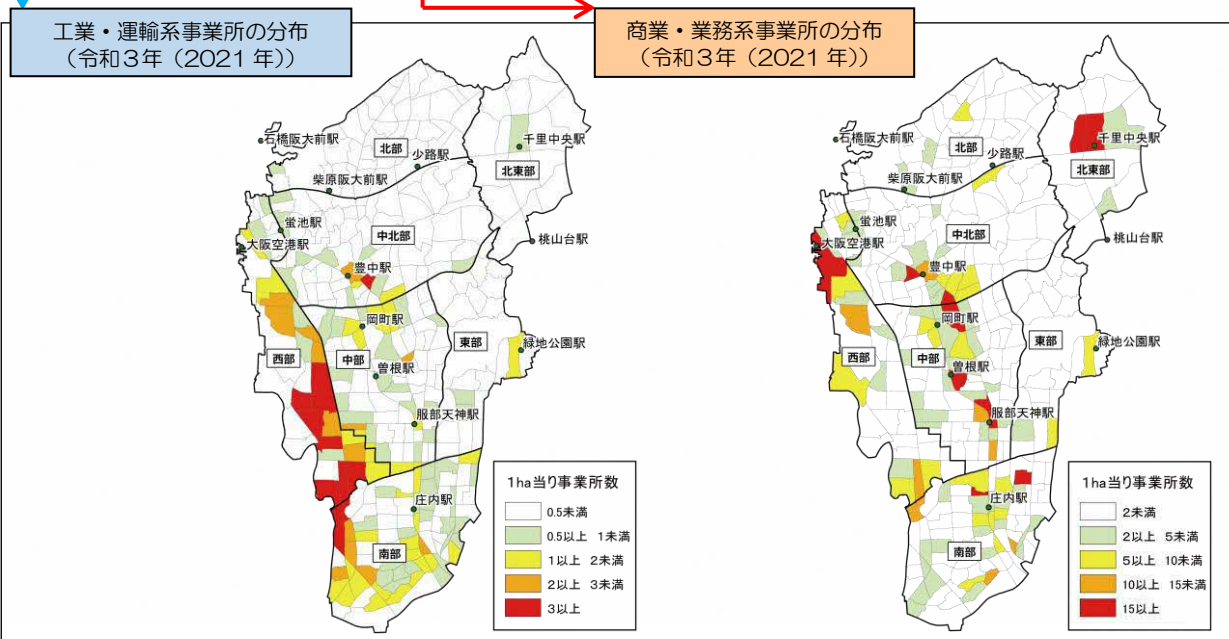 工業・運輸系事業所の分布
(令和3年(2021年))
商業・業務系事業所の分布
(令和3年(2021年))
石橋阪大前駅
北部
少路駅
千里中央駅
柴原阪大前駅
北東部
蛍池駅
大阪空港駅
中北部
桃山台駅
豊中駅
岡町駅
西部
中部
東部
緑地公園駅
曽根駅
服部天神駅
庄内駅
南部
1ha当り事業所数
0.5未満
0.5以上 1未満
1以上 2未満
2以上 3未満
3以上
石橋阪大前駅
北部
少路駅
千里中央駅
柴原阪大前駅
北東部
蛍池駅
大阪空港駅
中北部
桃山台駅
豊中駅
岡町駅
西部
中部
東部
緑地公園駅
曽根駅
服部天神駅
庄内駅
南部
1ha当り事業所数
2未満
2以上 5未満
5以上 10未満
10以上 15未満
15以上